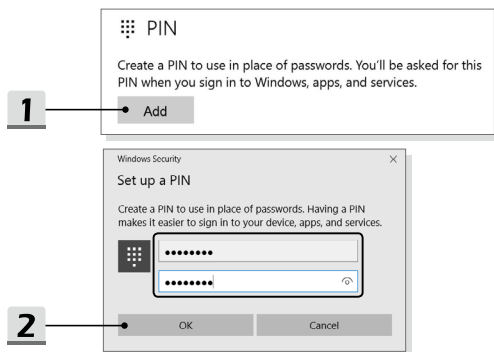 PIN
Create a PIN to use in place of passwords. You'll be asked for this
PIN when you sign in to Windows, apps, and services.
1
Add
Windows Security
Set up a PIN
Create a PIN to use in place of passwords. Having a PIN
makes it easier to sign in to your device, apps, and services.
••••••••
••••••••
2
OK Cancel